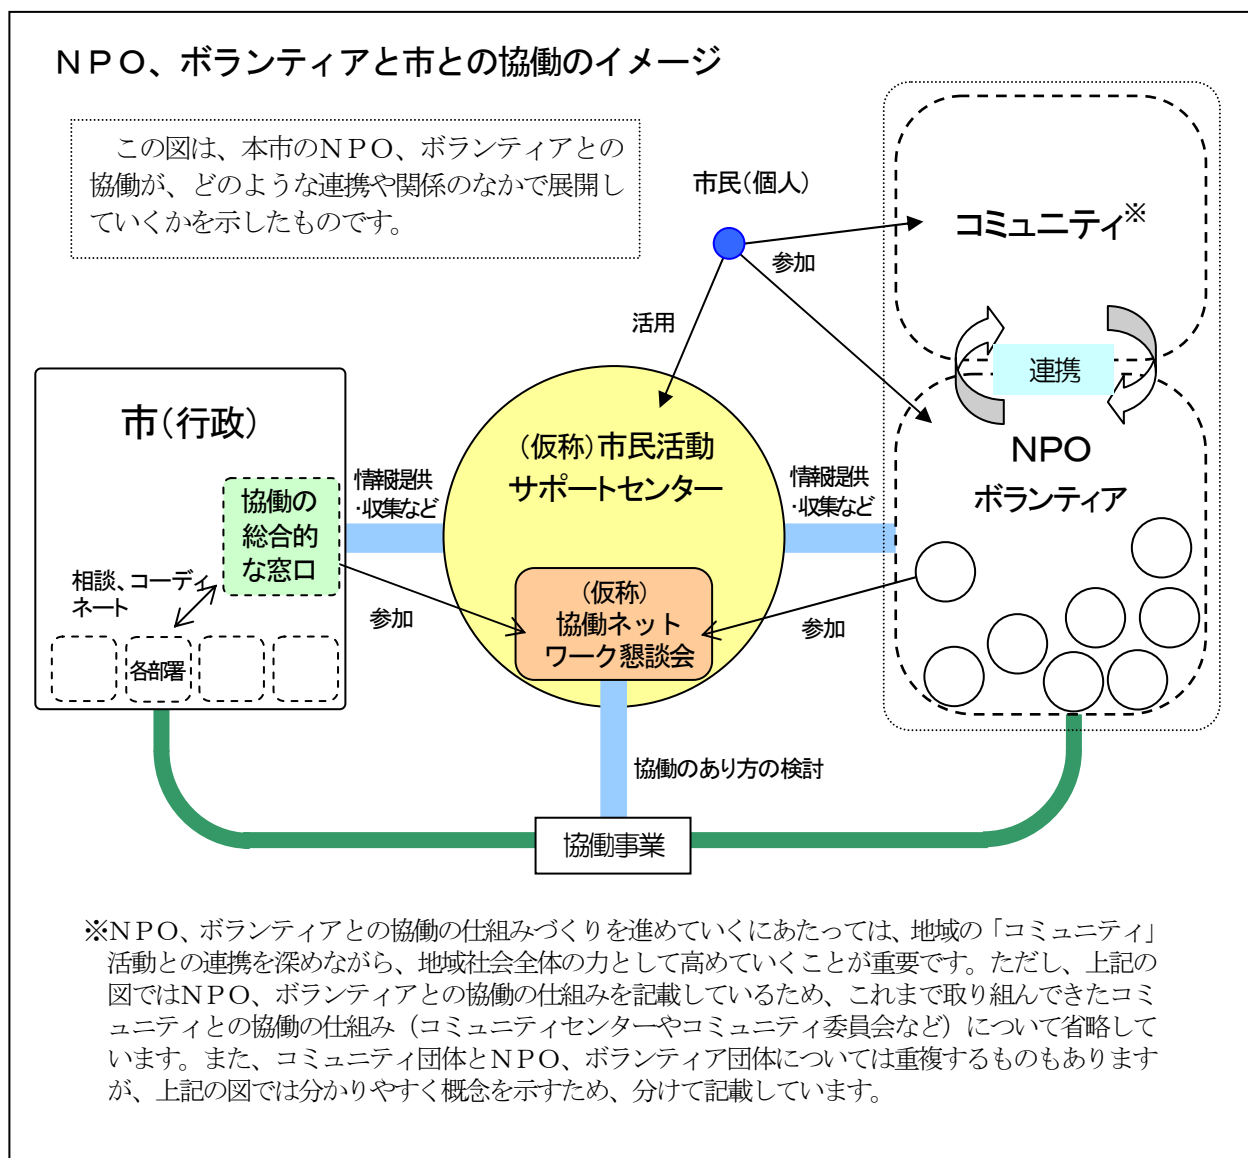 ＮＰＯ、ボランティアと市との協働のイメージ
この図は、本市のＮＰＯ、ボランティアとの
協働が、どのような連携や関係のなかで展開し
ていくかを示したものです。
市民（個人）
コミュニティ※
参加
活用
連携
市（行政）
（仮称）市民活動
サポートセンター
ＮＰＯ
ボランティア
情報提供
・収集など
情報提供
・収集など
協働の
総合的
な窓口
相談、コーディ
ネート
各部署
参加
（仮称）
協働ネット
ワーク懇談会
参加
協働のあり方の検討
協働事業
※ＮＰＯ、ボランティアとの協働の仕組みづくりを進めていくにあたっては、地域の「コミュニティ」
活動との連携を深めながら、地域社会全体の力として高めていくことが重要です。ただし、上記の
図ではＮＰＯ、ボランティアとの協働の仕組みを記載しているため、これまで取り組んできたコミ
ュニティとの協働の仕組み（コミュニティセンターやコミュニティ委員会など）について省略して
います。また、コミュニティ団体とＮＰＯ、ボランティア団体については重複するものもあります
が、上記の図では分かりやすく概念を示すため、分けて記載しています。